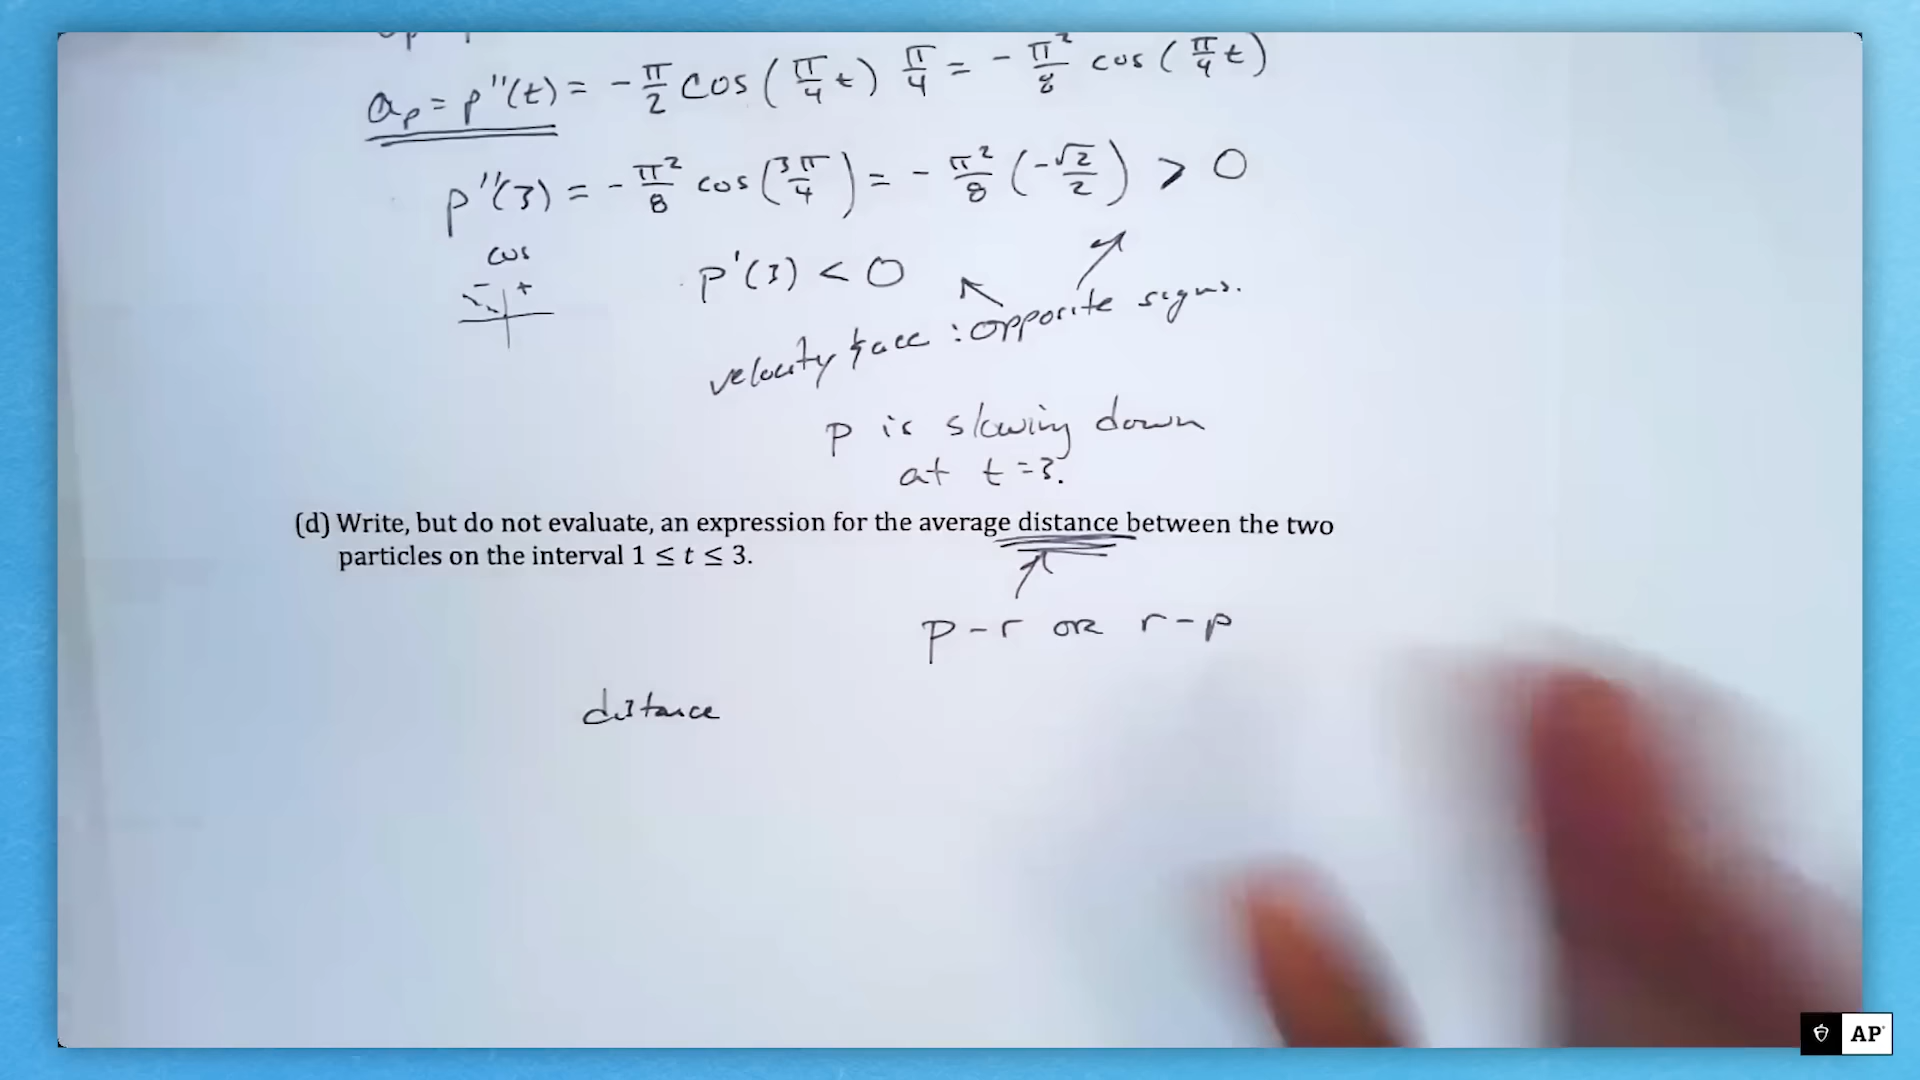 a_p = p''(t) = - π/2 cos(π/4 t) π/4 = - π²/8 cos(π/4 t)
p''(3) = - π²/8 cos(3π/4) = - π²/8 (-√2/2) > 0
cos
- +
p'(3) < 0
velocity & acc : opposite signs.
p is slowing down
at t = 3.
(d) Write, but do not evaluate, an expression for the average distance between the two
particles on the interval 1 ≤ t ≤ 3.
p - r or r - p
distance
AP